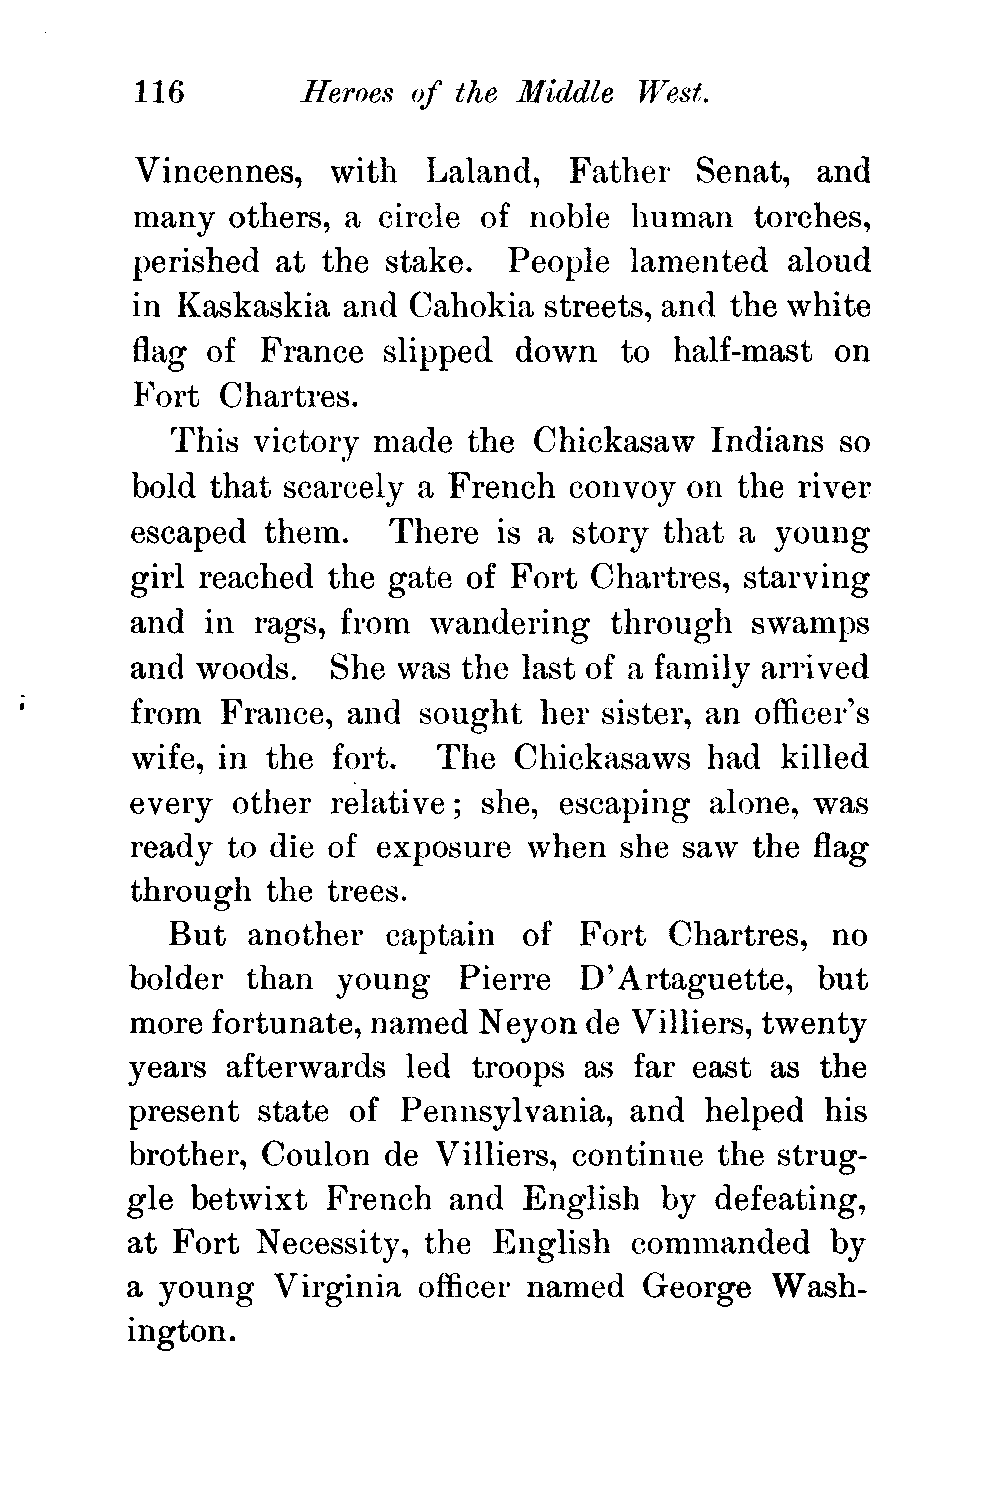 116 Heroes of the Middle West.
Vincennes, with Laland, Father Senat, and
many others, a circle of noble human torches,
perished at the stake. People lamented aloud
in Kaskaskia and Cahokia streets, and the white
flag of France slipped down to half-mast on
Fort Chartres.
This victory made the Chickasaw Indians so
bold that scarcely a French convoy on the river
escaped them. There is a story that a young
girl reached the gate of Fort Chartres, starving
and in rags, from wandering through swamps
and woods. She was the last of a family arrived
from France, and sought her sister, an officer's
wife, in the fort. The Chickasaws had killed
every other relative; she, escaping alone, was
ready to die of exposure when she saw the flag
through the trees.
But another captain of Fort Chartres, no
bolder than young Pierre D'Artaguette, but
more fortunate, named Neyon de Villiers, twenty
years afterwards led troops as far east as the
present state of Pennsylvania, and helped his
brother, Coulon de Villiers, continue the strug-
gle betwixt French and English by defeating,
at Fort Necessity, the English commanded by
a young Virginia officer named George Wash-
ington.